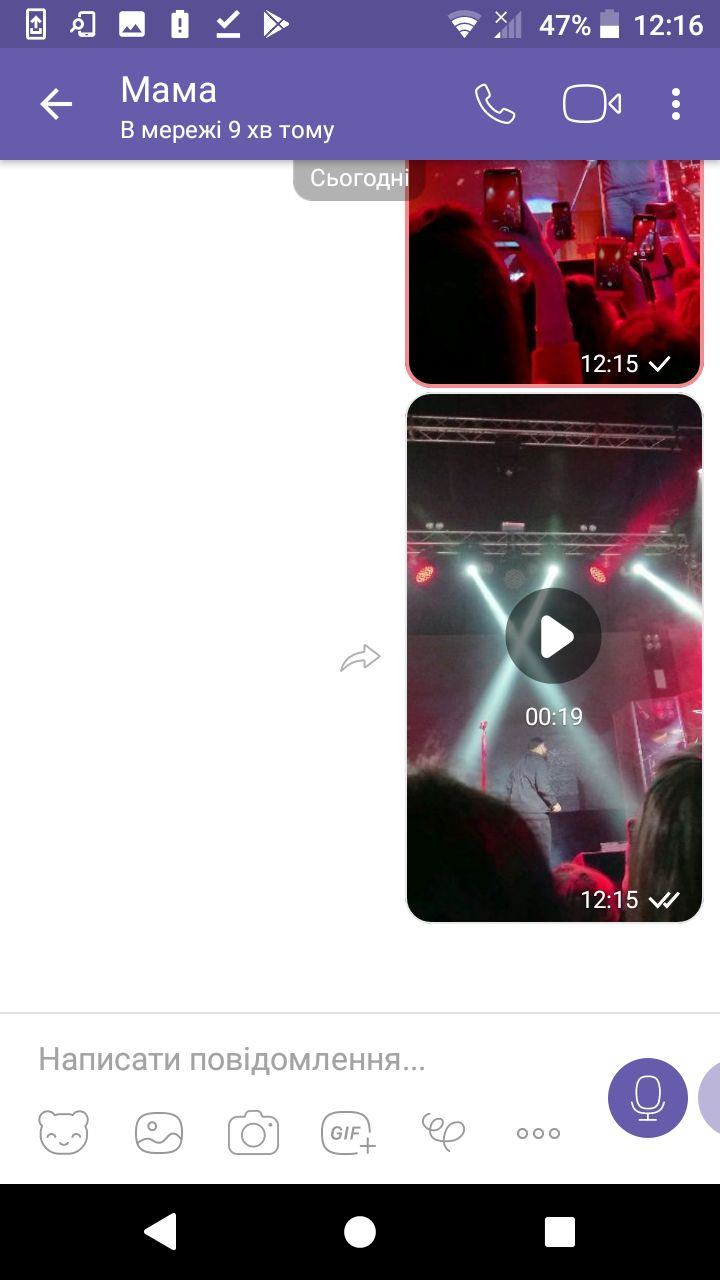 47% 12:16
Мама
В мережі 9 хв тому
Сьогодні
12:15
00:19
12:15
Написати повідомлення...
GIF